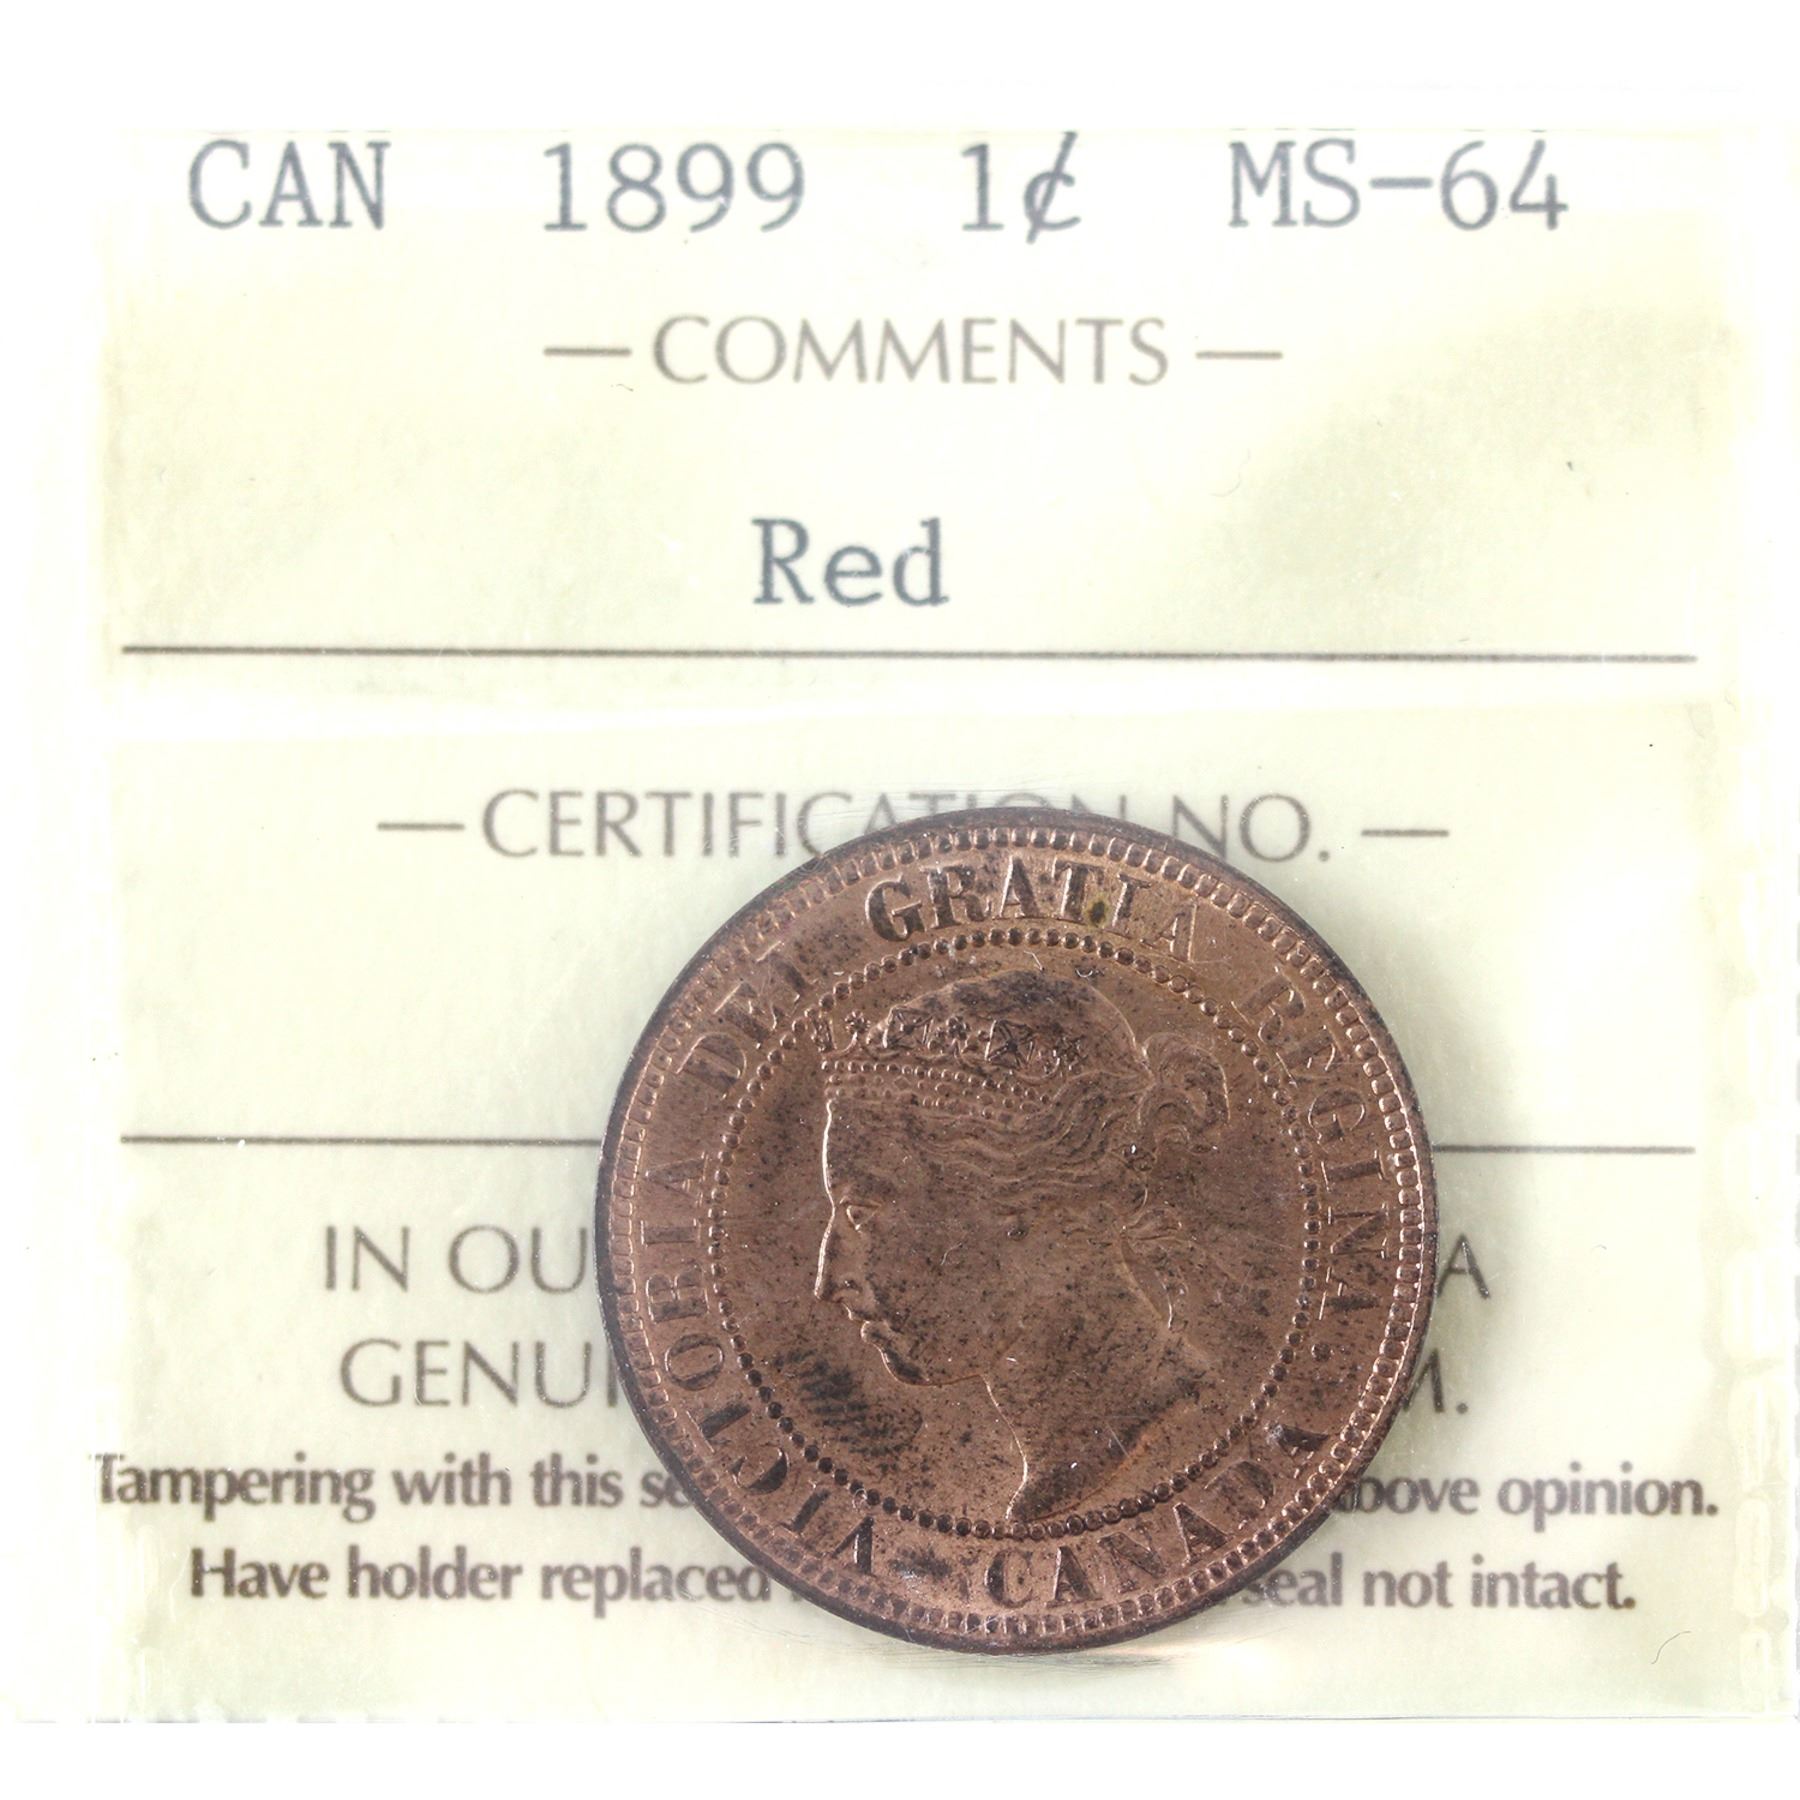 CAN 1899 1¢ MS-64
— COMMENTS —
Red
— CERTIFICATION NO. —
IN OU A
GENU M.
Tampering with this se above opinion.
Have holder replaced seal not intact.
VICTORIA DEI GRATIA REGINA. CANADA